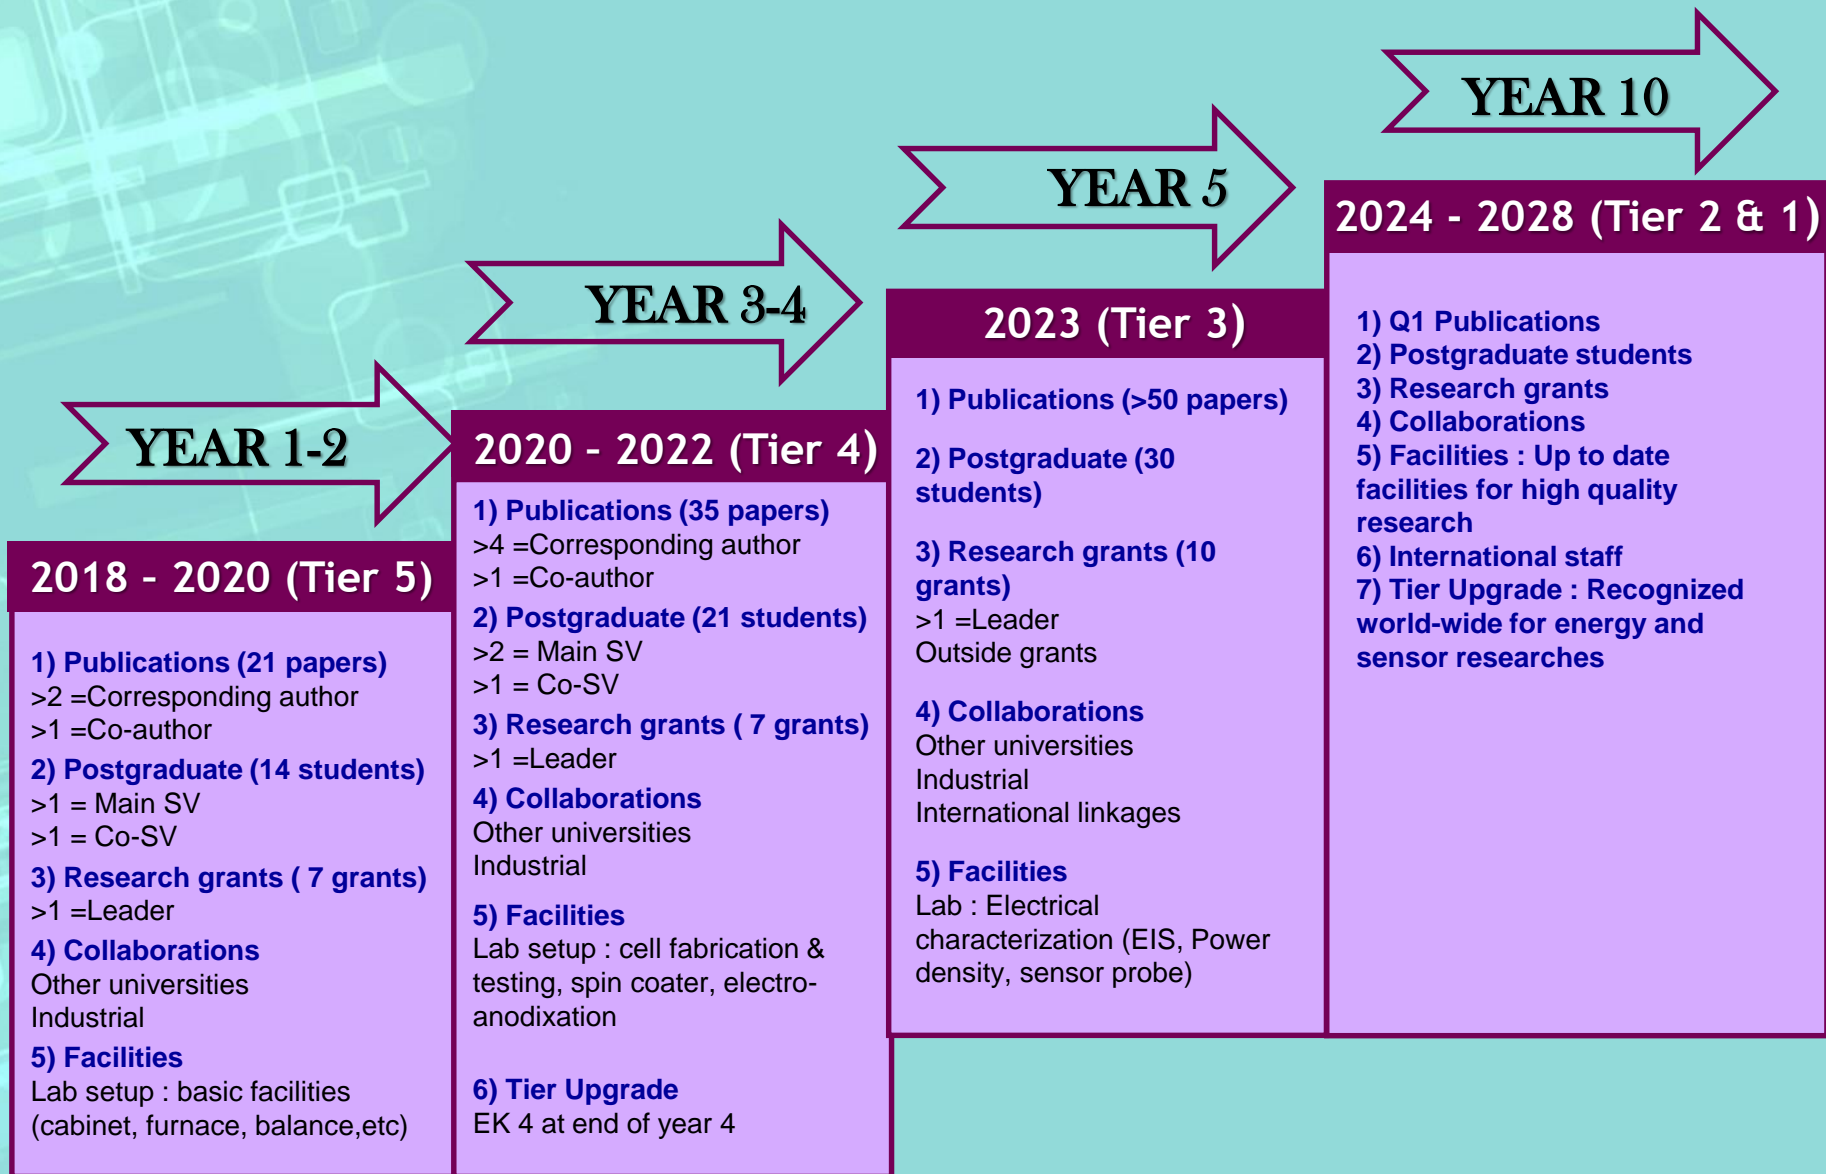 YEAR 1-2
2018 - 2020 (Tier 5)
1) Publications (21 papers)
>2 =Corresponding author
>1 =Co-author
2) Postgraduate (14 students)
>1 = Main SV
>1 = Co-SV
3) Research grants ( 7 grants)
>1 =Leader
4) Collaborations
Other universities
Industrial
5) Facilities
Lab setup : basic facilities
(cabinet, furnace, balance,etc)
YEAR 3-4
2020 - 2022 (Tier 4)
1) Publications (35 papers)
>4 =Corresponding author
>1 =Co-author
2) Postgraduate (21 students)
>2 = Main SV
>1 = Co-SV
3) Research grants ( 7 grants)
>1 =Leader
4) Collaborations
Other universities
Industrial
5) Facilities
Lab setup : cell fabrication &
testing, spin coater, electro-
anodixation
6) Tier Upgrade
EK 4 at end of year 4
YEAR 5
2023 (Tier 3)
1) Publications (>50 papers)
2) Postgraduate (30
students)
3) Research grants (10
grants)
>1 =Leader
Outside grants
4) Collaborations
Other universities
Industrial
International linkages
5) Facilities
Lab : Electrical
characterization (EIS, Power
density, sensor probe)
YEAR 10
2024 - 2028 (Tier 2 & 1)
1) Q1 Publications
2) Postgraduate students
3) Research grants
4) Collaborations
5) Facilities : Up to date
facilities for high quality
research
6) International staff
7) Tier Upgrade : Recognized
world-wide for energy and
sensor researches